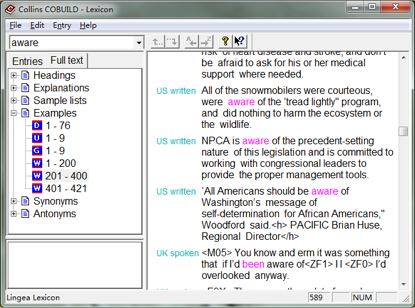 Collins COBUILD - Lexicon
File Edit Entry Help
aware
Entries Full text
Headings
Explanations
Sample lists
Examples
D 1 - 76
U 1 - 9
G 1 - 9
W 1 - 200
W 201 - 400
W 401 - 421
Synonyms
Antonyms
risk of heart disease and stroke, and don't
be afraid to ask for his or her medical
support where needed.
US written All of the snowmobilers were courteous,
were aware of the 'tread lightly" program,
and did nothing to harm the ecosystem or
the wildlife.
US written NPCA is aware of the precedent-setting
nature of this legislation and is committed to
working with congressional leaders to
provide the proper management tools.
US written 'All Americans should be aware of
Washington's message of
self-determination for African Americans,"
Woodford said.<h> PACIFIC Brian Huse,
Regional Director</h>
UK spoken <M05> You know and erm it was something
that if I'd been aware of<ZF1> I I <ZF0> I'd
overlooked anyway.
Lingea Lexicon 589 NUM